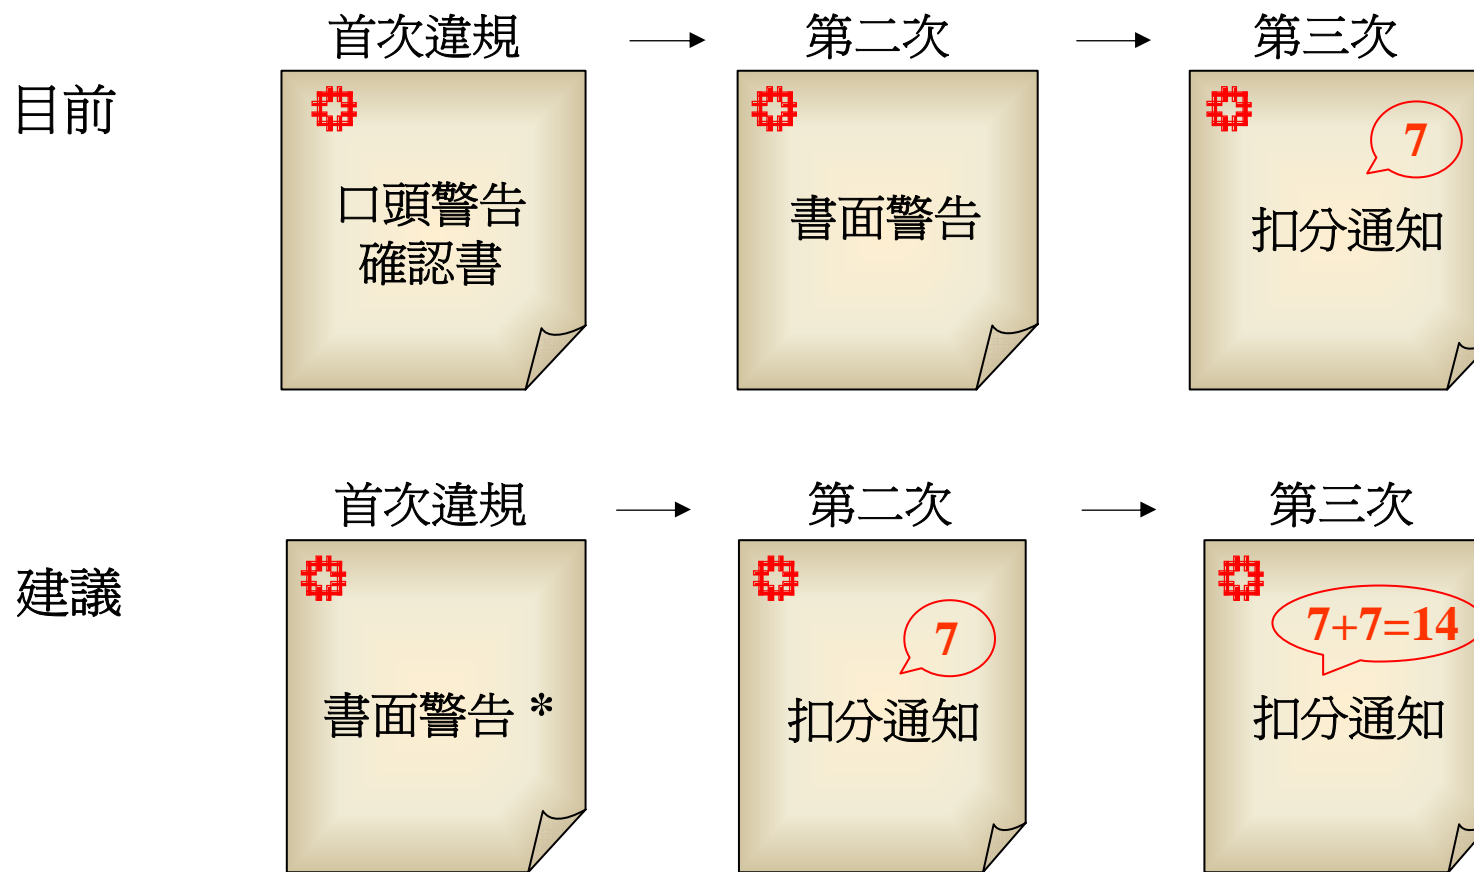 首次違規
第二次
第三次
目前
7
口頭警告
確認書
書面警告
扣分通知
首次違規
第二次
第三次
建議
7
7+7=14
書面警告 *
扣分通知
扣分通知